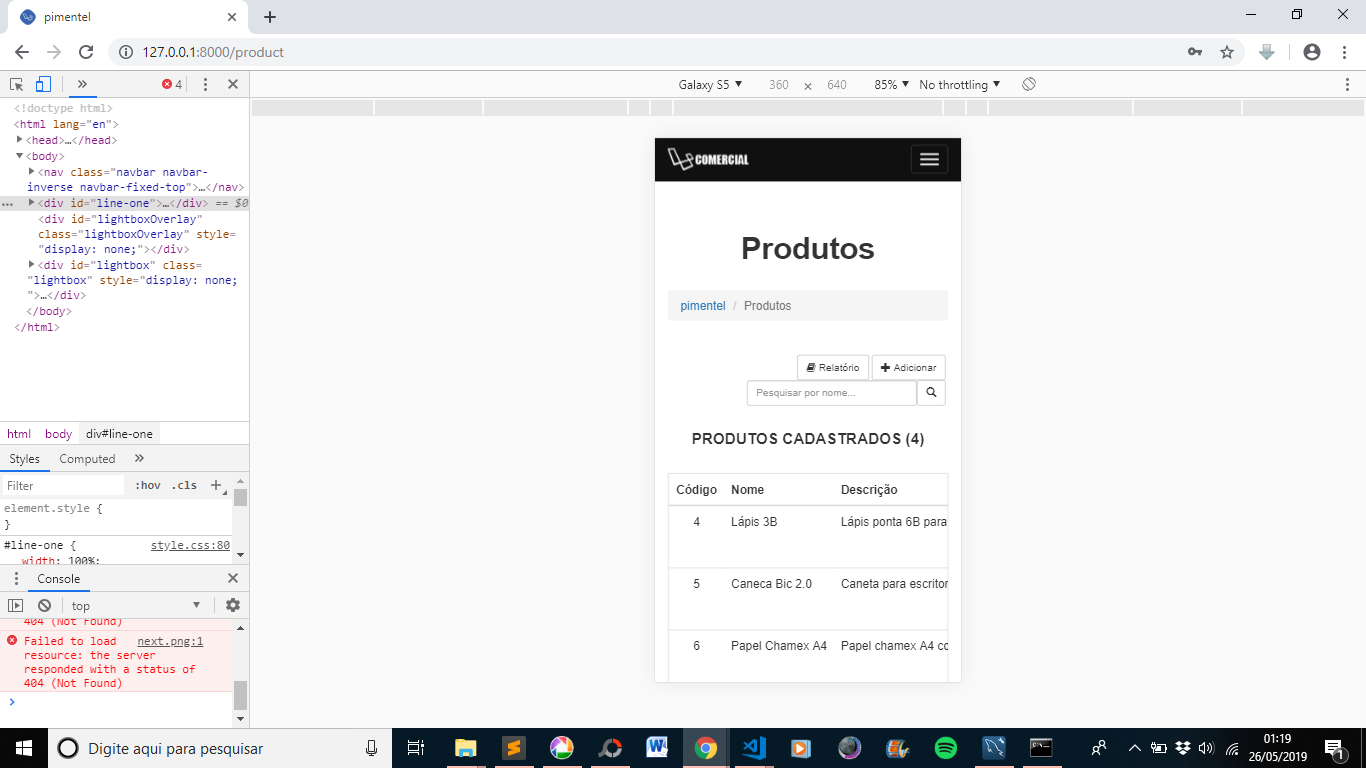 pimentel
127.0.0.1:8000/product
4
Galaxy S5 ▼ 360 × 640 85% ▼ No throttling ▼
<!doctype html>
<html lang="en">
<head>…</head>
<body>
<nav class="navbar navbar-
inverse navbar-fixed-top">…</nav>
<div id="line-one">…</div> == $0
<div id="lightboxOverlay"
class="lightboxOverlay" style=
"display: none;"></div>
<div id="lightbox" class=
"lightbox" style="display: none;
">…</div>
</body>
</html>
html body div#line-one
Styles Computed »
Filter :hov .cls +
element.style {
}
#line-one { style.css:80
width: 100%;
Console
top ▼
404 (Not Found)
Failed to load next.png:1
resource: the server
responded with a status of
404 (Not Found)
COMERCIAL
Produtos
pimentel / Produtos
Relatório Adicionar
Pesquisar por nome...
PRODUTOS CADASTRADOS (4)
Código Nome Descrição
4 Lápis 3B Lápis ponta 6B para
5 Caneca Bic 2.0 Caneta para escritor
6 Papel Chamex A4 Papel chamex A4 co
Digite aqui para pesquisar
01:19
26/05/2019
1